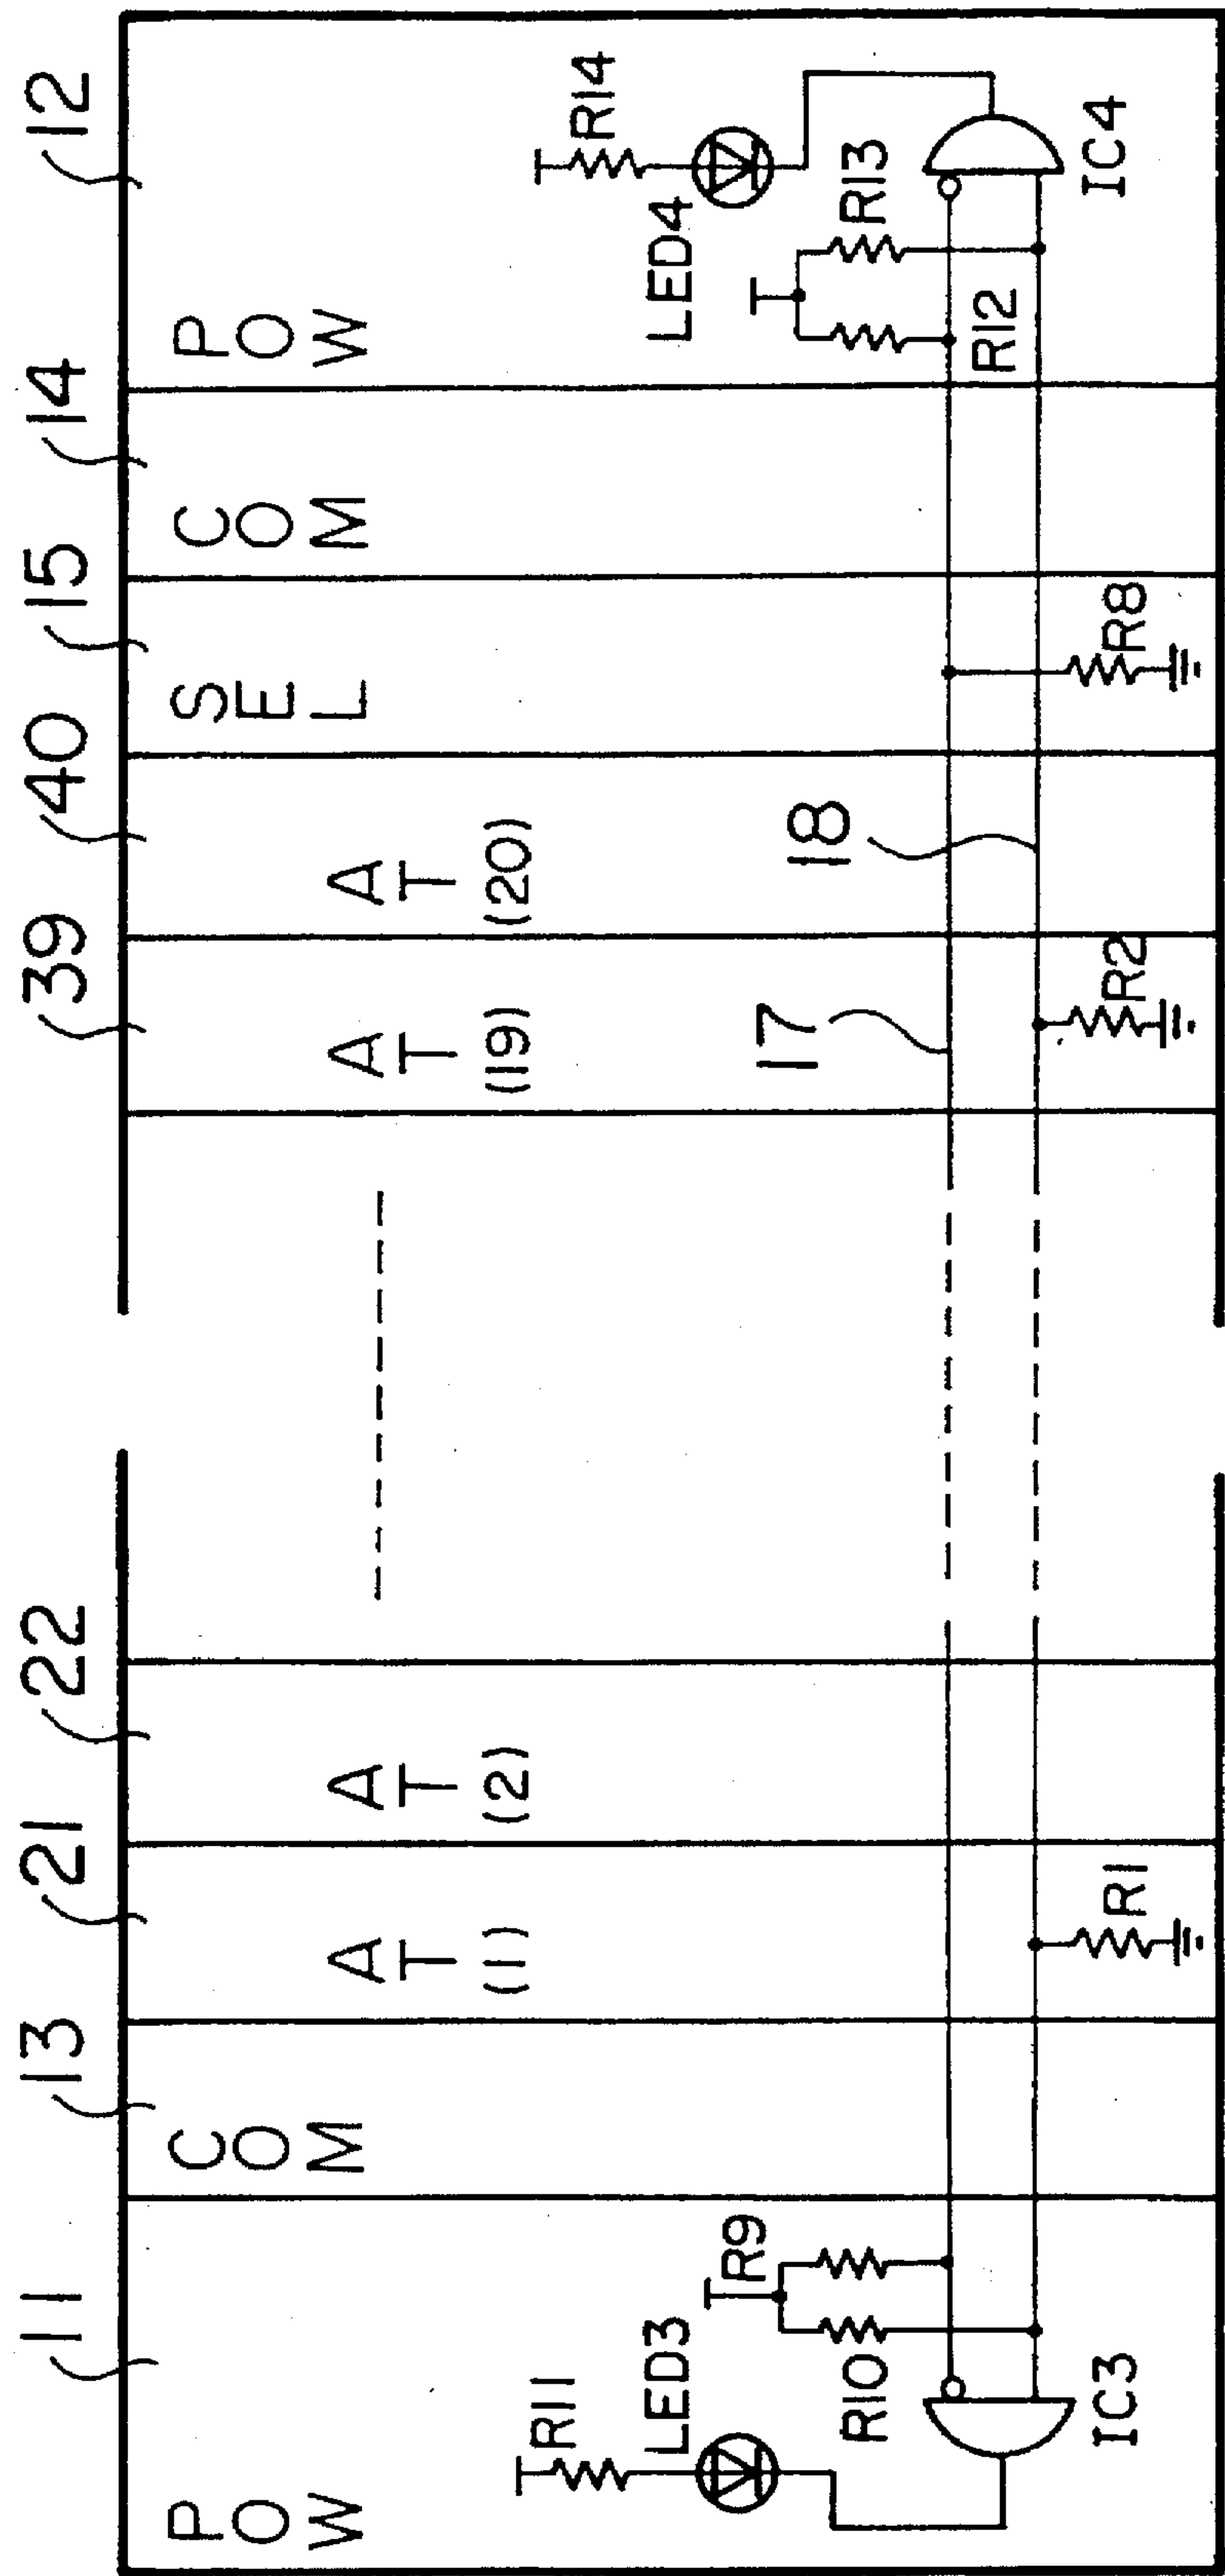 11
13
21
22
39
40
15
14
12
POW
COM
AT
(1)
AT
(2)
AT
(19)
AT
(20)
SEL
COM
POW
R11
LED3
R9
R10
IC3
R1
17
18
R2
R8
R14
LED4
R13
R12
IC4